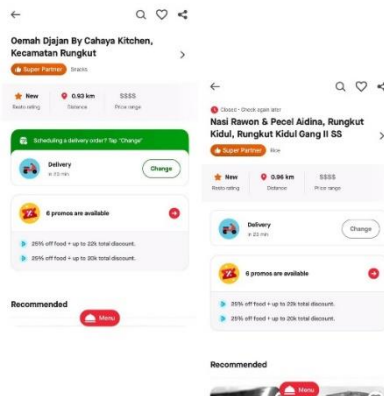 Oemah Djajan By Cahaya Kitchen,
Kecamatan Rungkut
Super Partner Snacks
New
0.93 km
$$$$
Resto rating
Distance
Price range
Scheduling a delivery order? Tap "Change"
Delivery
in 23 min
Change
6 promos are available
25% off food + up to 22k total discount.
25% off food + up to 20k total discount.
Recommended
Menu
Closed - Check again later
Nasi Rawon & Pecel Aidina, Rungkut
Kidul, Rungkut Kidul Gang II SS
Super Partner Rice
New
0.96 km
$$$$
Resto rating
Distance
Price range
Delivery
in 23 min
Change
6 promos are available
25% off food + up to 20k total discount.
25% off food + up to 20k total discount.
Recommended
Menu